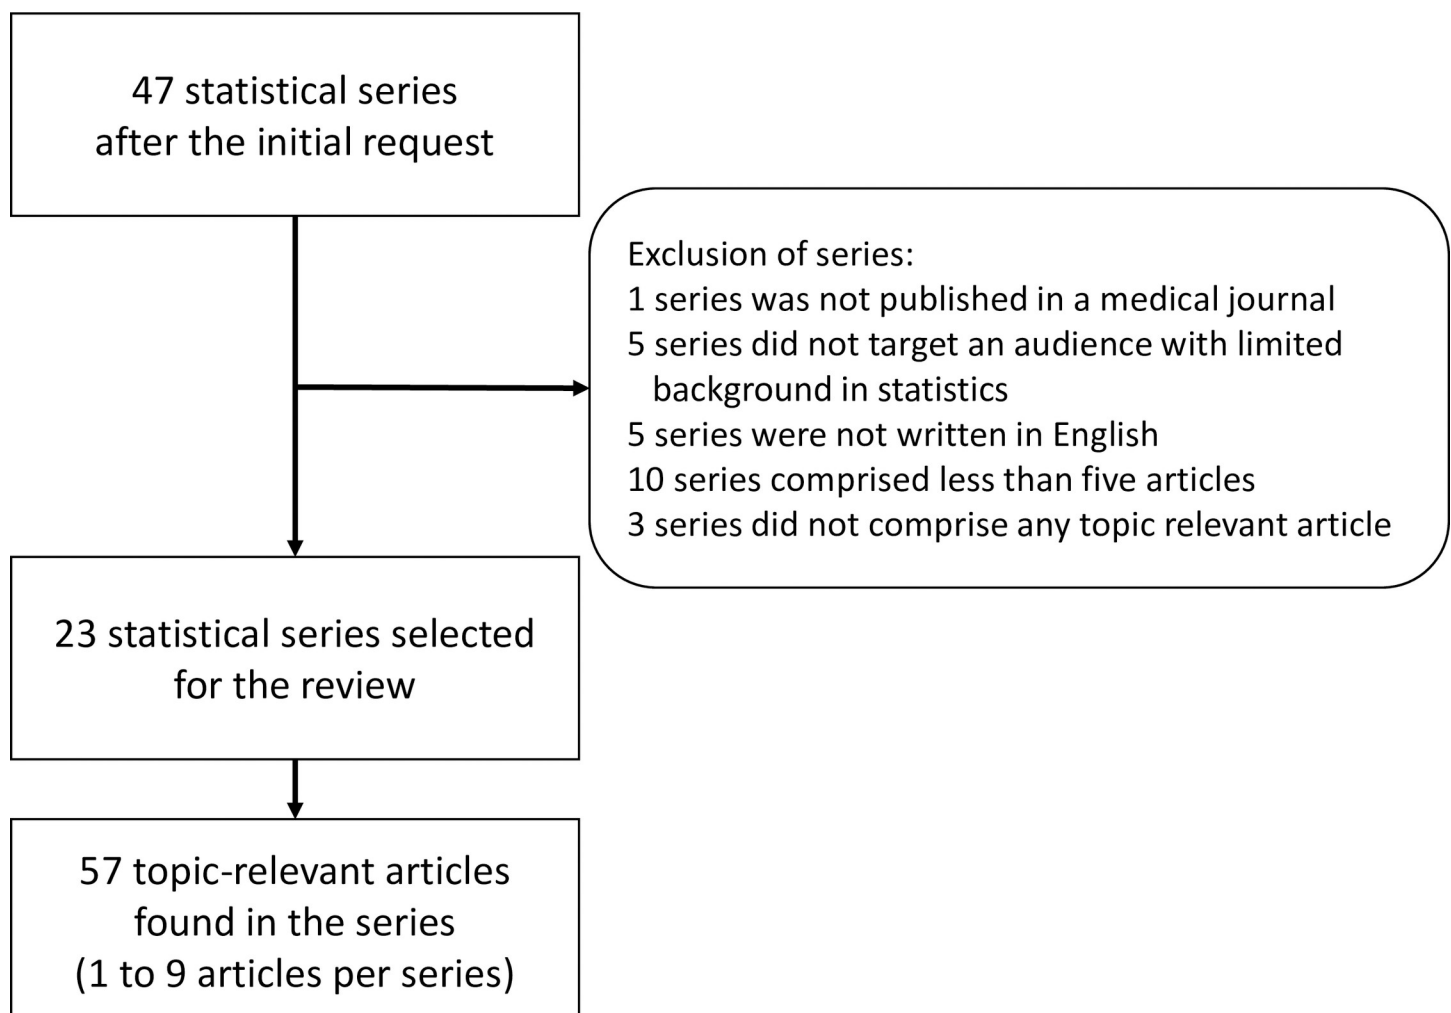 47 statistical series
after the initial request
Exclusion of series:
1 series was not published in a medical journal
5 series did not target an audience with limited
background in statistics
5 series were not written in English
10 series comprised less than five articles
3 series did not comprise any topic relevant article
23 statistical series selected
for the review
57 topic-relevant articles
found in the series
(1 to 9 articles per series)